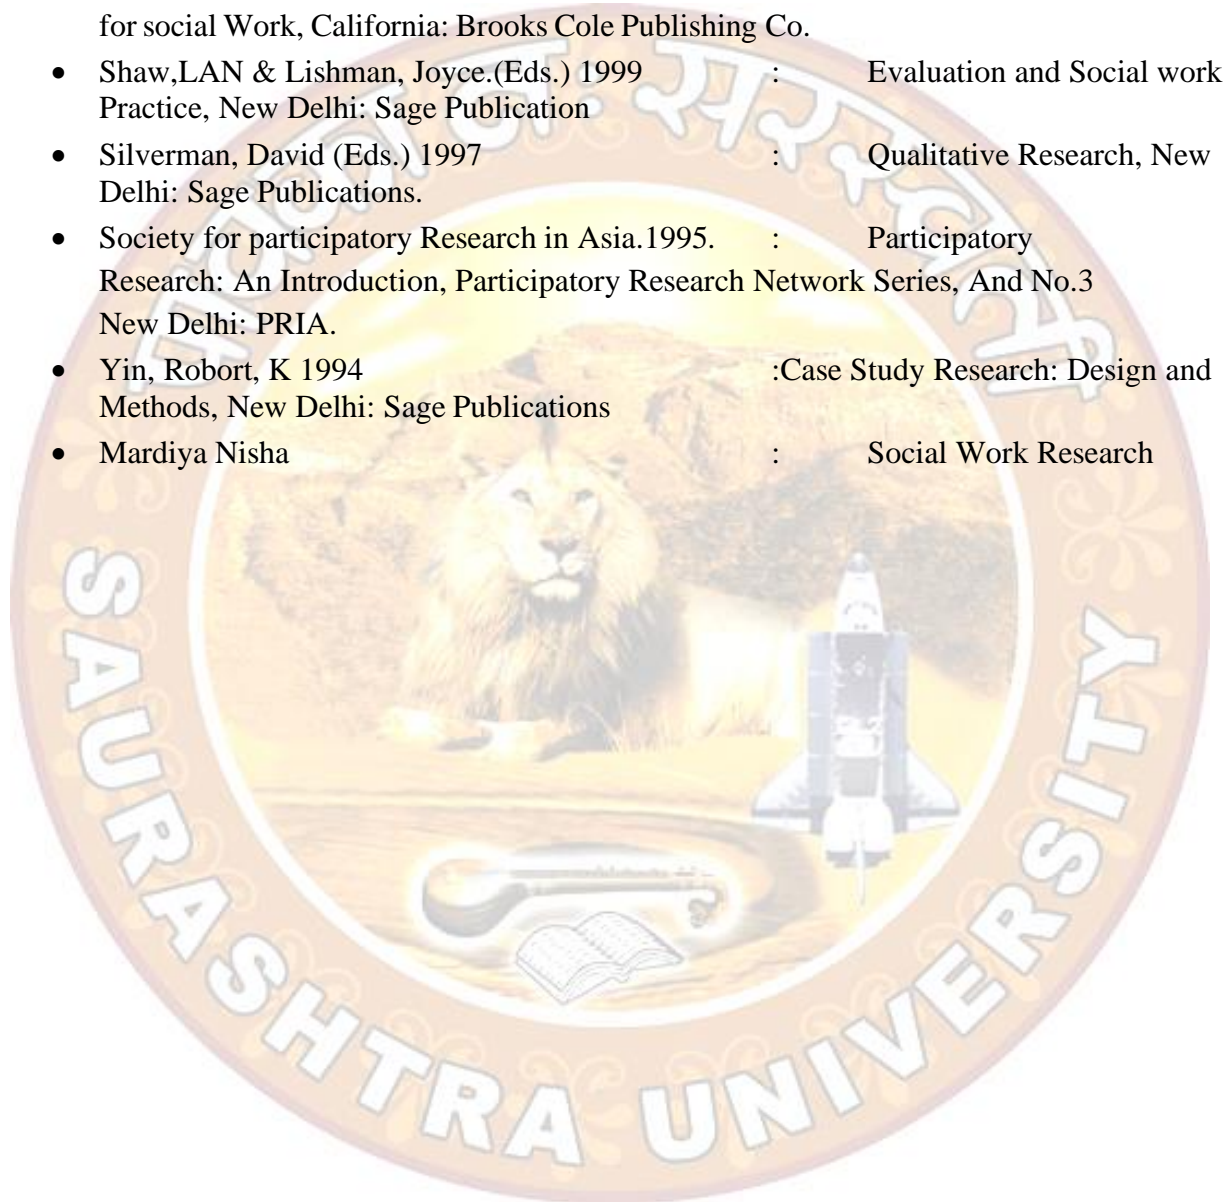 for social Work, California: Brooks Cole Publishing Co.
• Shaw,LAN & Lishman, Joyce.(Eds.) 1999 : Evaluation and Social work
Practice, New Delhi: Sage Publication
• Silverman, David (Eds.) 1997 : Qualitative Research, New
Delhi: Sage Publications.
• Society for participatory Research in Asia.1995. : Participatory
Research: An Introduction, Participatory Research Network Series, And No.3
New Delhi: PRIA.
• Yin, Robort, K 1994 :Case Study Research: Design and
Methods, New Delhi: Sage Publications
• Mardiya Nisha : Social Work Research
SAURASHTRA UNIVERSITY